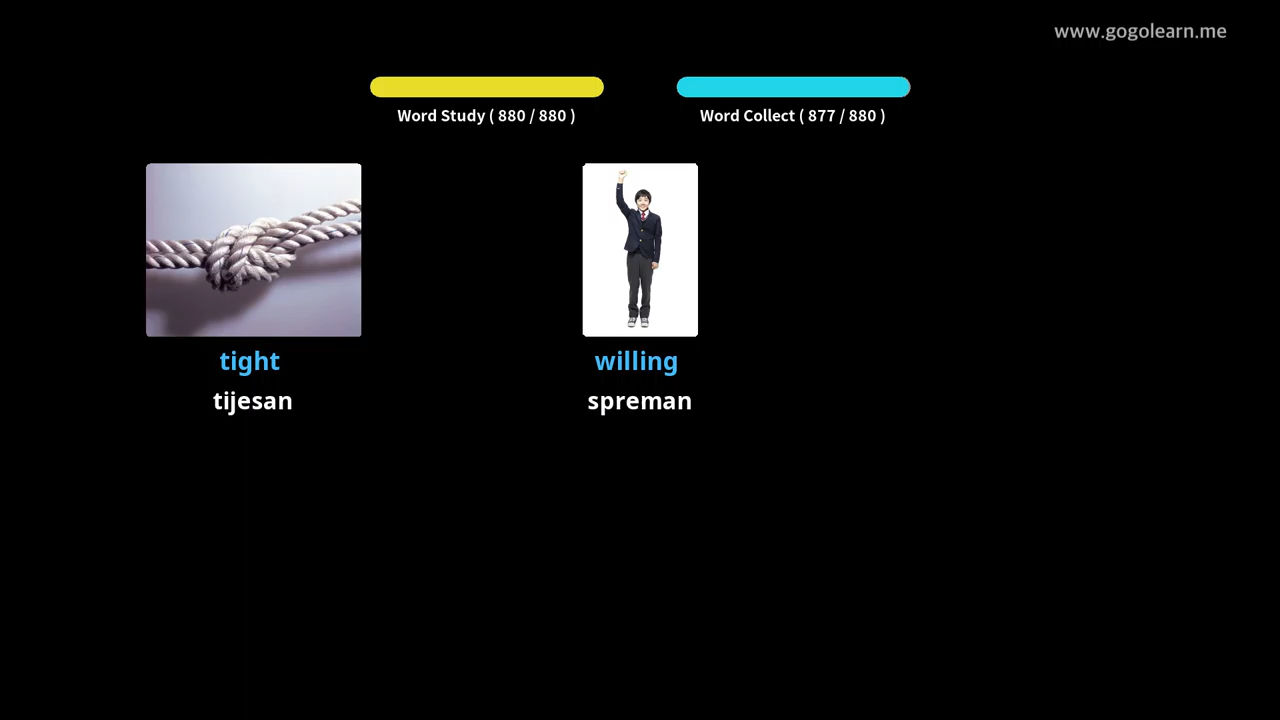 www.gogolearn.me
Word Study ( 880 / 880 )
Word Collect ( 877 / 880 )
tight
tijesan
willing
spreman